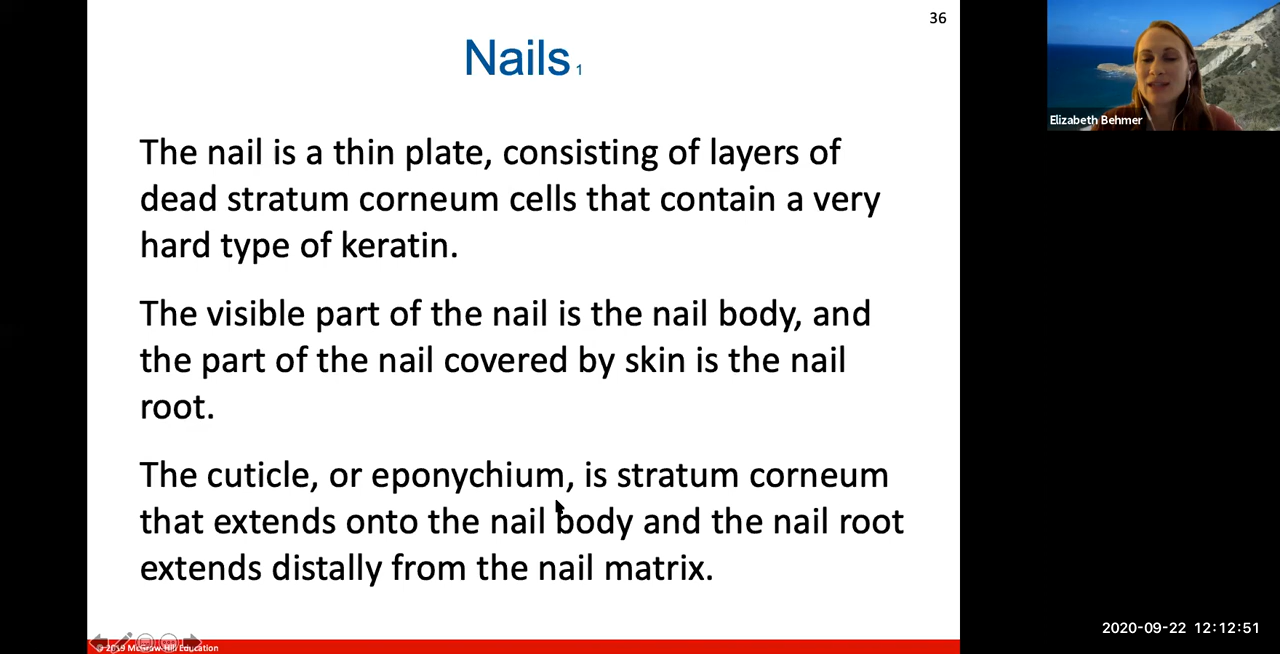 36
Nails 1
The nail is a thin plate, consisting of layers of
dead stratum corneum cells that contain a very
hard type of keratin.
The visible part of the nail is the nail body, and
the part of the nail covered by skin is the nail
root.
The cuticle, or eponychium, is stratum corneum
that extends onto the nail body and the nail root
extends distally from the nail matrix.
© 2019 McGraw-Hill Education
Elizabeth Behmer
2020-09-22 12:12:51